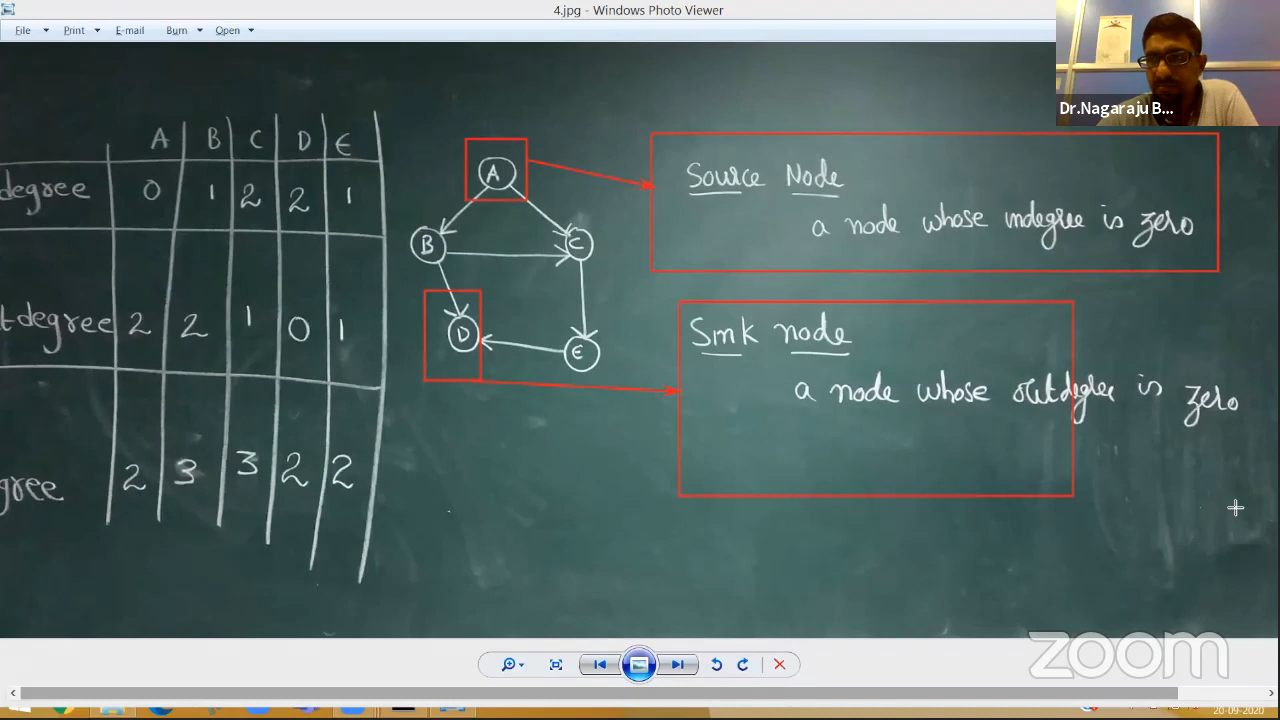 4.jpg - Windows Photo Viewer
File Print E-mail Burn Open
Dr.Nagaraju B...
A B C D E
degree 0 1 2 2 1
tdegree 2 2 1 0 1
gree 2 3 3 2 2
A
B C
D E
Source Node
a node whose indegree is zero
Sink node
a node whose outdegree is zero
zoom
20-09-2020